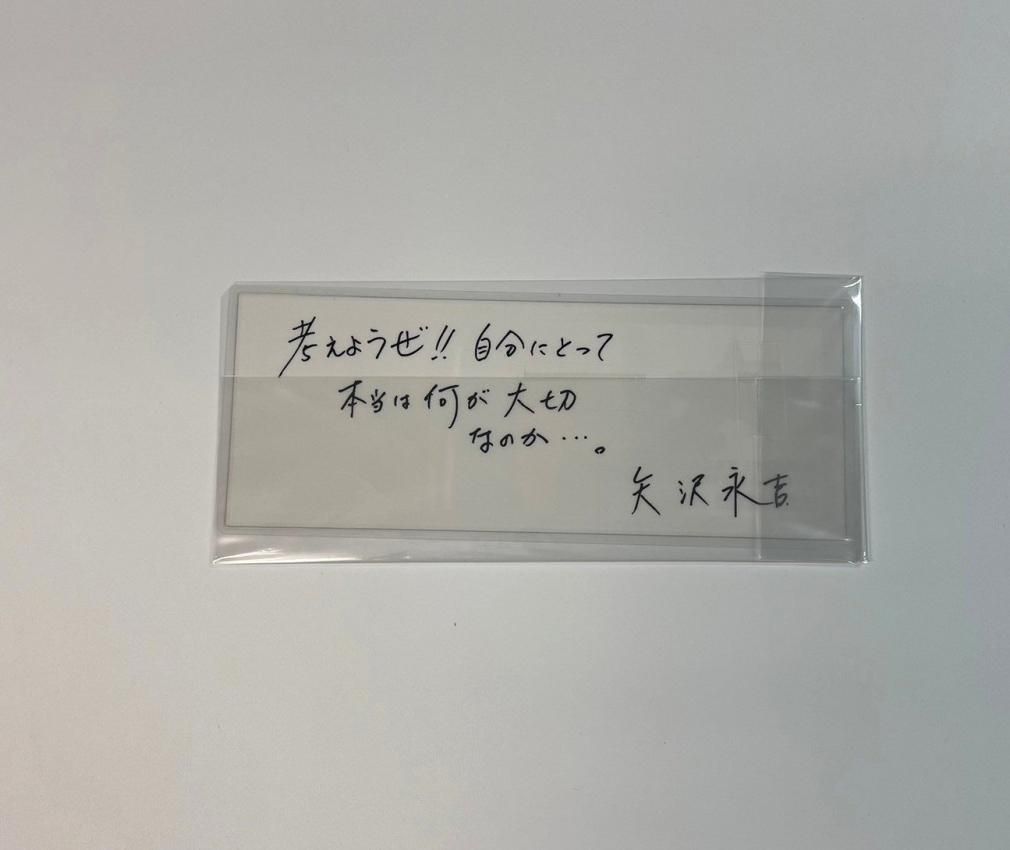 考えようぜ!! 自分にとって
本当は何が大切
なのか…。
矢沢永吉